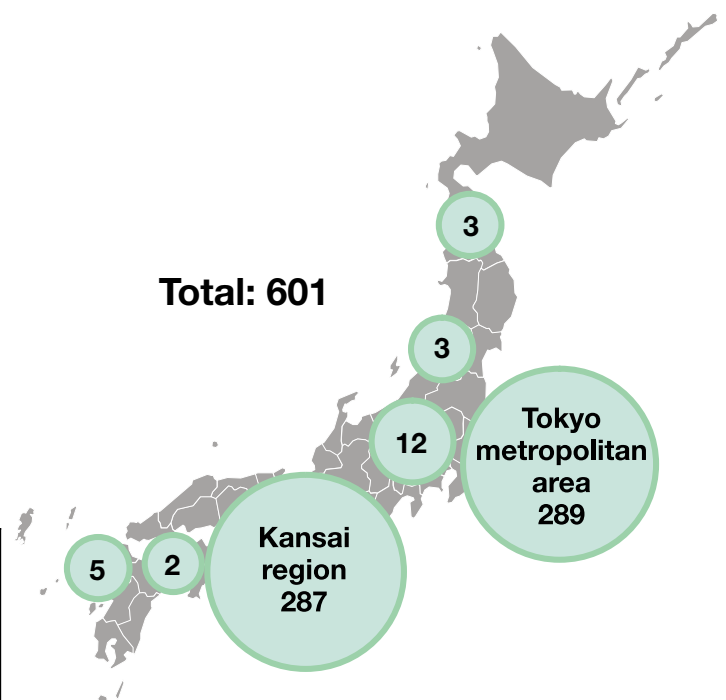 3
Total: 601
3
Tokyo
metropolitan
area
289
12
Kansai
region
287
5
2